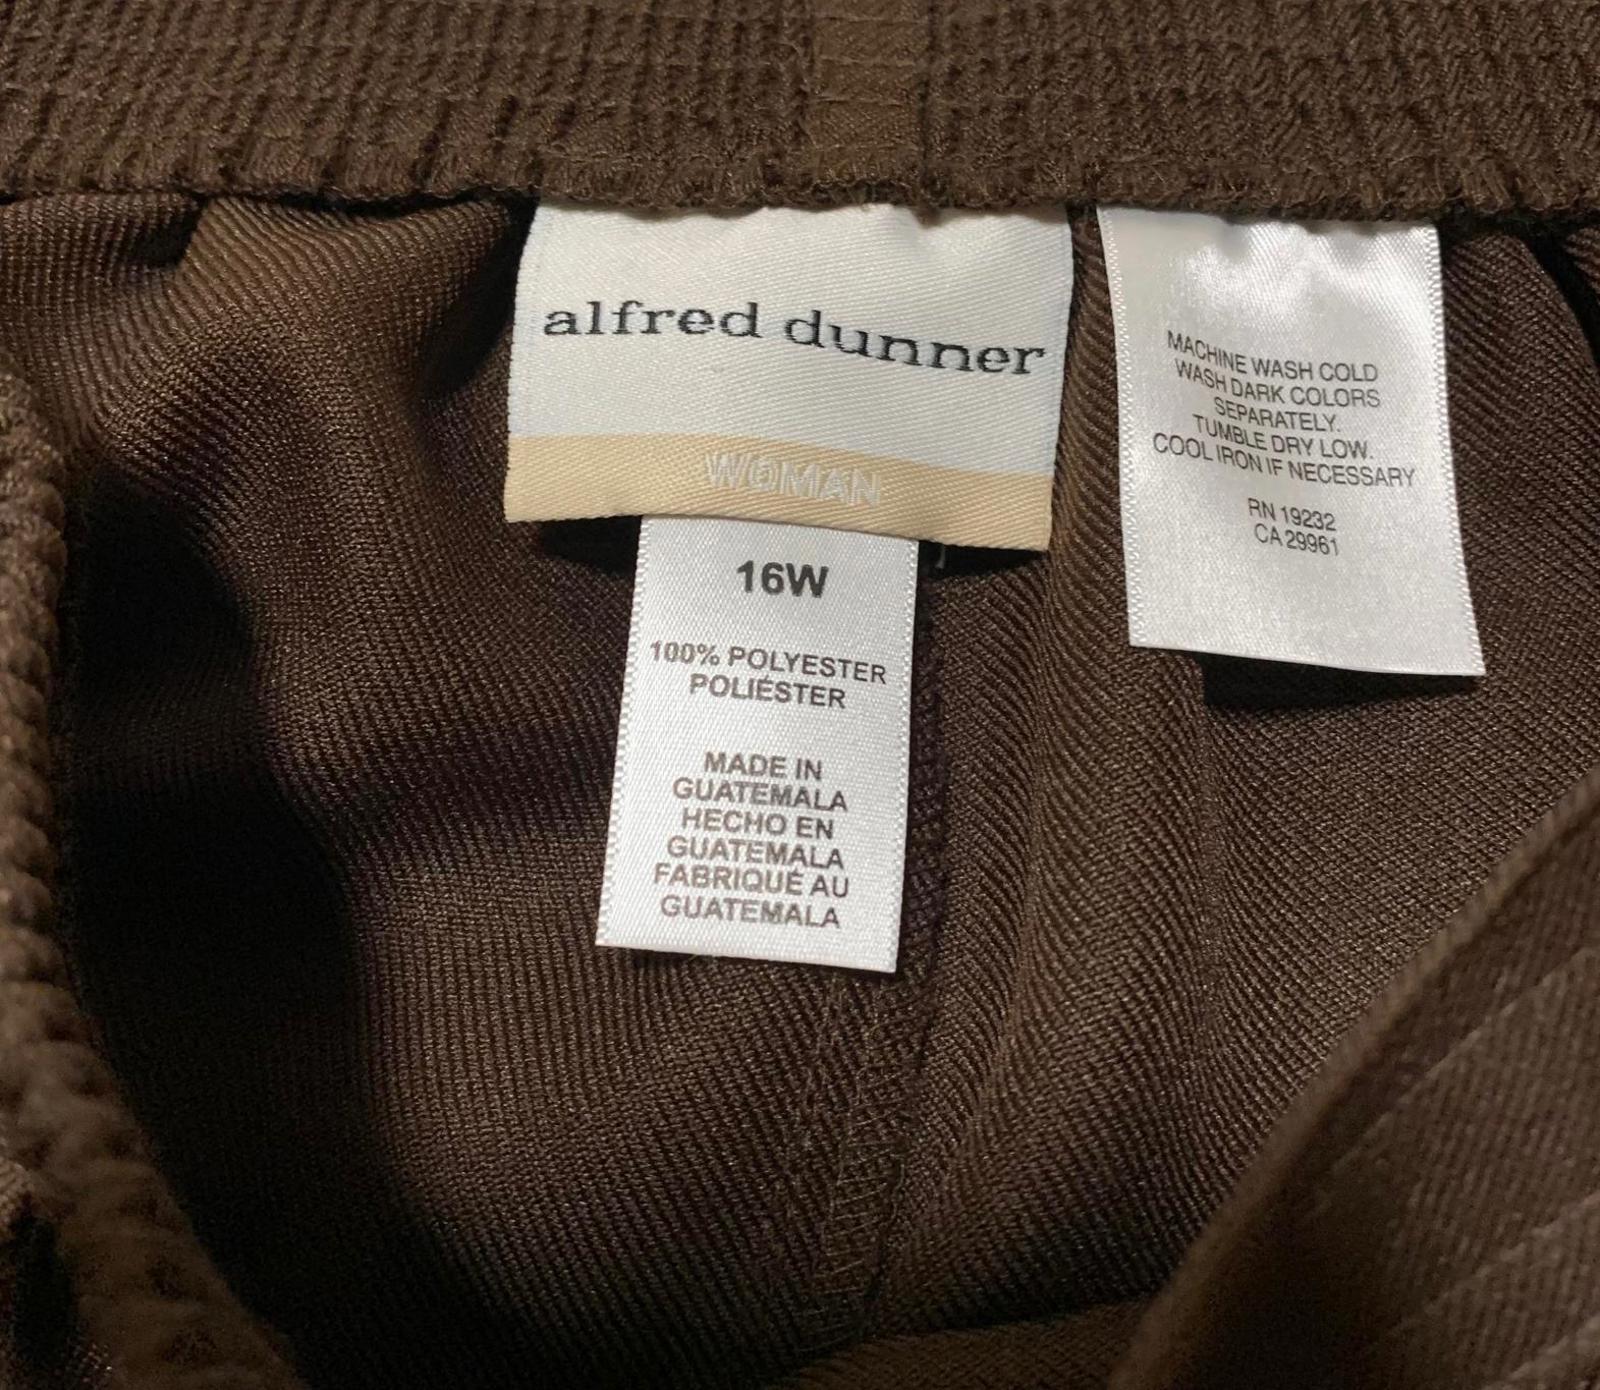 alfred dunner
WOMAN
16W
100% POLYESTER
POLIÉSTER
MADE IN
GUATEMALA
HECHO EN
GUATEMALA
FABRIQUÉ AU
GUATEMALA
MACHINE WASH COLD
WASH DARK COLORS
SEPARATELY.
TUMBLE DRY LOW.
COOL IRON IF NECESSARY
RN 19232
CA 29961